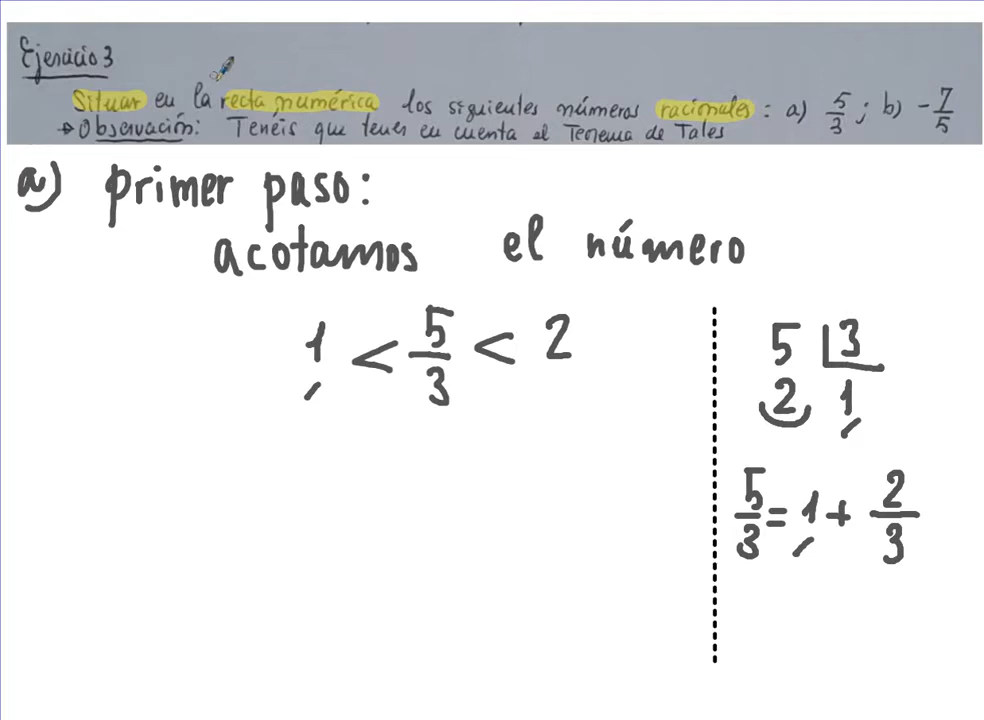 Ejercicio 3
Situar en la recta numérica los siguientes números racionales: a) 5/3; b) -7/5
→ Observación: Tenéis que tener en cuenta el Teorema de Tales
a) primer paso:
acotamos el número
1 < 5/3 < 2
5 | 3
2 1
5/3 = 1 + 2/3